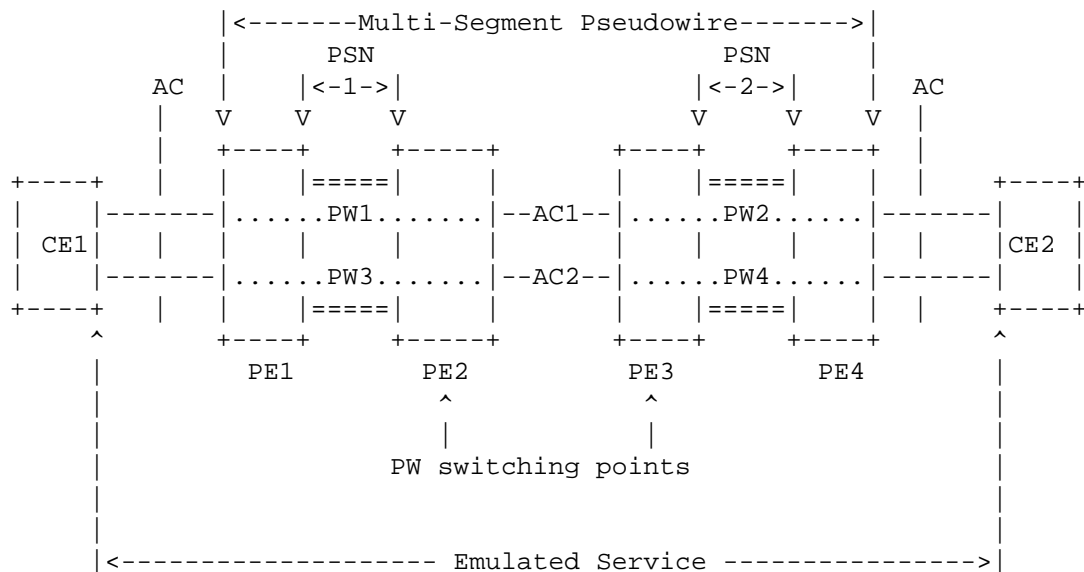 |<-------Multi-Segment Pseudowire------->|
|         PSN                  PSN         |
AC    |    |<-1->|              |<-2->|    |   AC
|   V    V     V                  V     V    V   |
|   +----+     +-----+       +----+     +----+   |
+----+   |   |    |=====|     |       |    |=====|    |   |   +----+
|    |-------|......PW1.......|--AC1--|......PW2......|-------|    |
| CE1|   |   |    |     |     |       |    |     |    |   |   |CE2 |
|    |-------|......PW3.......|--AC2--|......PW4......|-------|    |
+----+   |   |    |=====|     |       |    |=====|    |   |   +----+
^       +----+     +-----+       +----+     +----+       ^
|         PE1        PE2          PE3        PE4         |
|                    ^            ^                      |
|                    |            |                      |
|                 PW switching points                    |
|                                                        |
|                                                        |
|<-------------------- Emulated Service ---------------->|